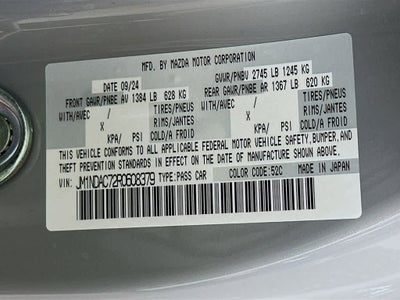 MFD. BY MAZDA MOTOR CORPORATION
DATE 09/24 GVWR/PNBV 2745 LB 1245 KG
FRONT GAWR/PNBE AV 1384 LB 628 KG REAR GAWR/PNBE AR 1367 LB 620 KG
WITH/AVEC / TIRES/PNEUS WITH/AVEC / TIRES/PNEUS
X RIMS/JANTES X RIMS/JANTES
KPA/ PSI COLD/A FROID KPA/ PSI COLD/A FROID
THIS VEHICLE CONFORMS TO ALL APPLICABLE FEDERAL MOTOR VEHICLE SAFETY, BUMPER, AND
THEFT PREVENTION STANDARDS IN EFFECT ON THE DATE OF MANUFACTURE SHOWN ABOVE.
MADE IN JAPAN
VIN: JM1NDAC72R0608379 TYPE: PASS CAR COLOR CODE: 52C